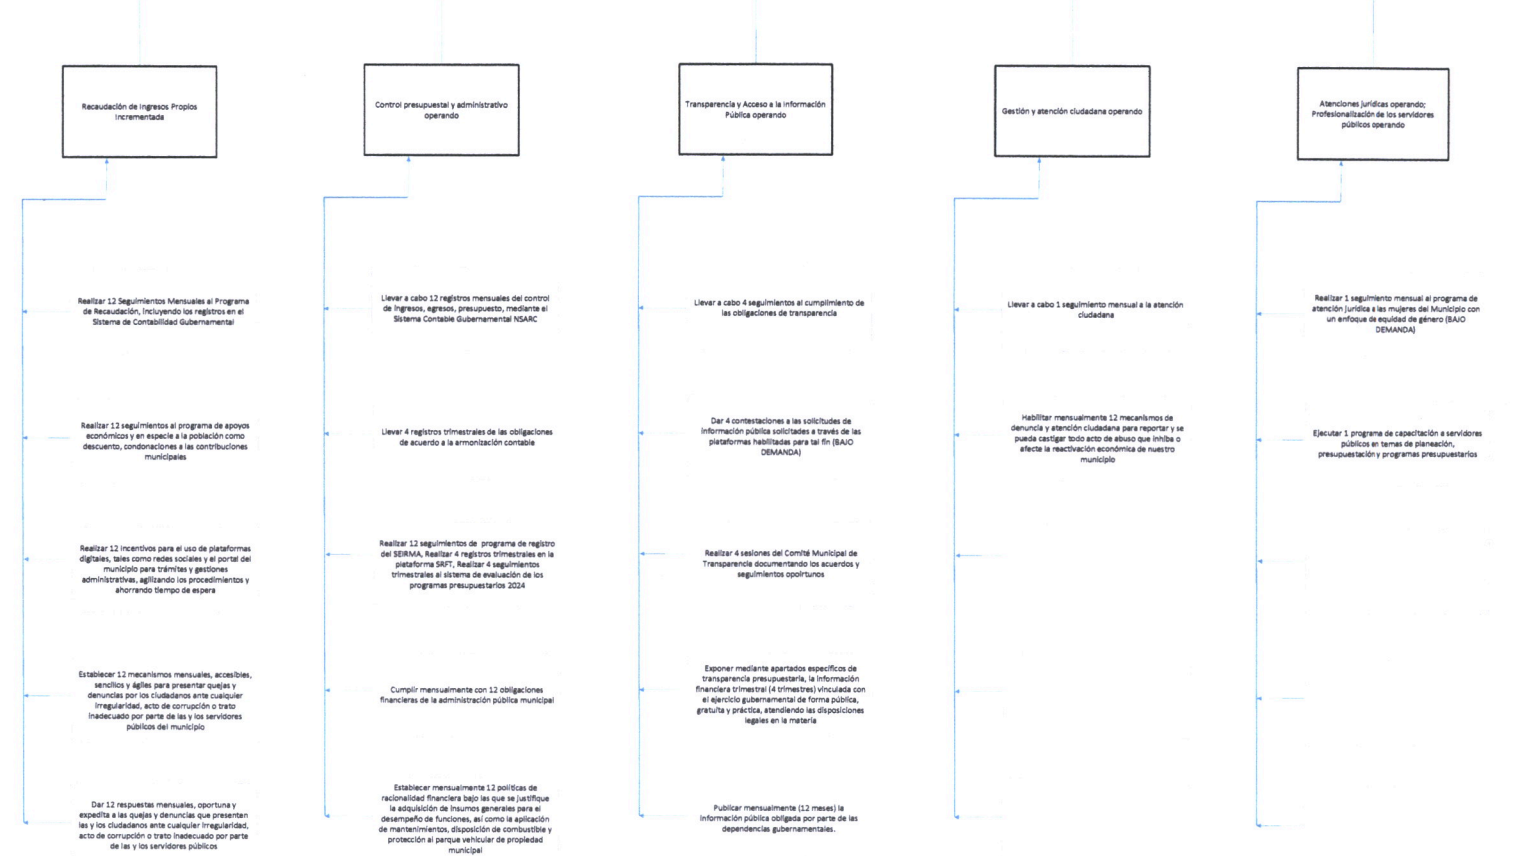 Recaudación de Ingresos Propios
Incrementada
Realizar 12 Seguimientos Mensuales al Programa
de Recaudación, incluyendo los registros en el
Sistema de Contabilidad Gubernamental
Realizar 12 seguimientos al programa de apoyos
económicos y en especie a la población como
descuento, condonaciones a las contribuciones
municipales
Realizar 12 incentivos para el uso de plataformas
digitales, tales como redes sociales y el portal del
municipio para trámites y gestiones
administrativas, agilizando los procedimientos y
ahorrando tiempo de espera
Establecer 12 mecanismos mensuales, accesibles,
sencillos y ágiles para presentar quejas y
denuncias por los ciudadanos ante cualquier
irregularidad, acto de corrupción o trato
inadecuado por parte de las y los servidores
públicos del municipio
Dar 12 respuestas mensuales, oportuna y
expedita a las quejas y denuncias que presenten
las y los ciudadanos ante cualquier irregularidad,
acto de corrupción o trato inadecuado por parte
de las y los servidores públicos
Control presupuestal y administrativo
operando
Llevar a cabo 12 registros mensuales del control
de ingresos, egresos, presupuesto, mediante el
Sistema Contable Gubernamental NSARC
Llevar 4 registros trimestrales de las obligaciones
de acuerdo a la armonización contable
Realizar 12 seguimientos de programa de registro
del SEIRMA, Realizar 4 registros trimestrales en la
plataforma SRFT, Realizar 4 seguimientos
trimestrales al sistema de evaluación de los
programas presupuestarios 2024
Cumplir mensualmente con 12 obligaciones
financieras de la administración pública municipal
Establecer mensualmente 12 políticas de
racionalidad financiera bajo las que se justifique
la adquisición de insumos generales para el
desempeño de funciones, así como la aplicación
de mantenimientos, disposición de combustible y
protección al parque vehicular de propiedad
municipal
Transparencia y Acceso a la Información
Pública operando
Llevar a cabo 4 seguimientos al cumplimiento de
las obligaciones de transparencia
Dar 4 contestaciones a las solicitudes de
información pública solicitades a través de las
plataformas habilitadas para tal fin (BAJO
DEMANDA)
Realizar 4 sesiones del Comité Municipal de
Transparencia documentando los acuerdos y
seguimientos opoirtunos
Exponer mediante apartados específicos de
transparencia presupuestaria, la información
financiera trimestral (4 trimestres) vinculada con
el ejercicio gubernamental de forma pública,
gratuita y práctica, atendiendo las disposiciones
legales en la materia
Publicar mensualmente (12 meses) la
información pública obligada por parte de las
dependencias gubernamentales.
Gestión y atención ciudadana operando
Llevar a cabo 1 seguimiento mensual a la atención
ciudadana
Habilitar mensualmente 12 mecanismos de
denuncia y atención ciudadana para reportar y se
pueda castigar todo acto de abuso que inhiba o
afecte la reactivación económica de nuestro
municipio
Atenciones jurídicas operando;
Profesionalización de los servidores
públicos operando
Realizar 1 seguimiento mensual al programa de
atención jurídica a las mujeres del Municipio con
un enfoque de equidad de género (BAJO
DEMANDA)
Ejecutar 1 programa de capacitación a servidores
públicos en temas de planeación,
presupuestación y programas presupuestarios